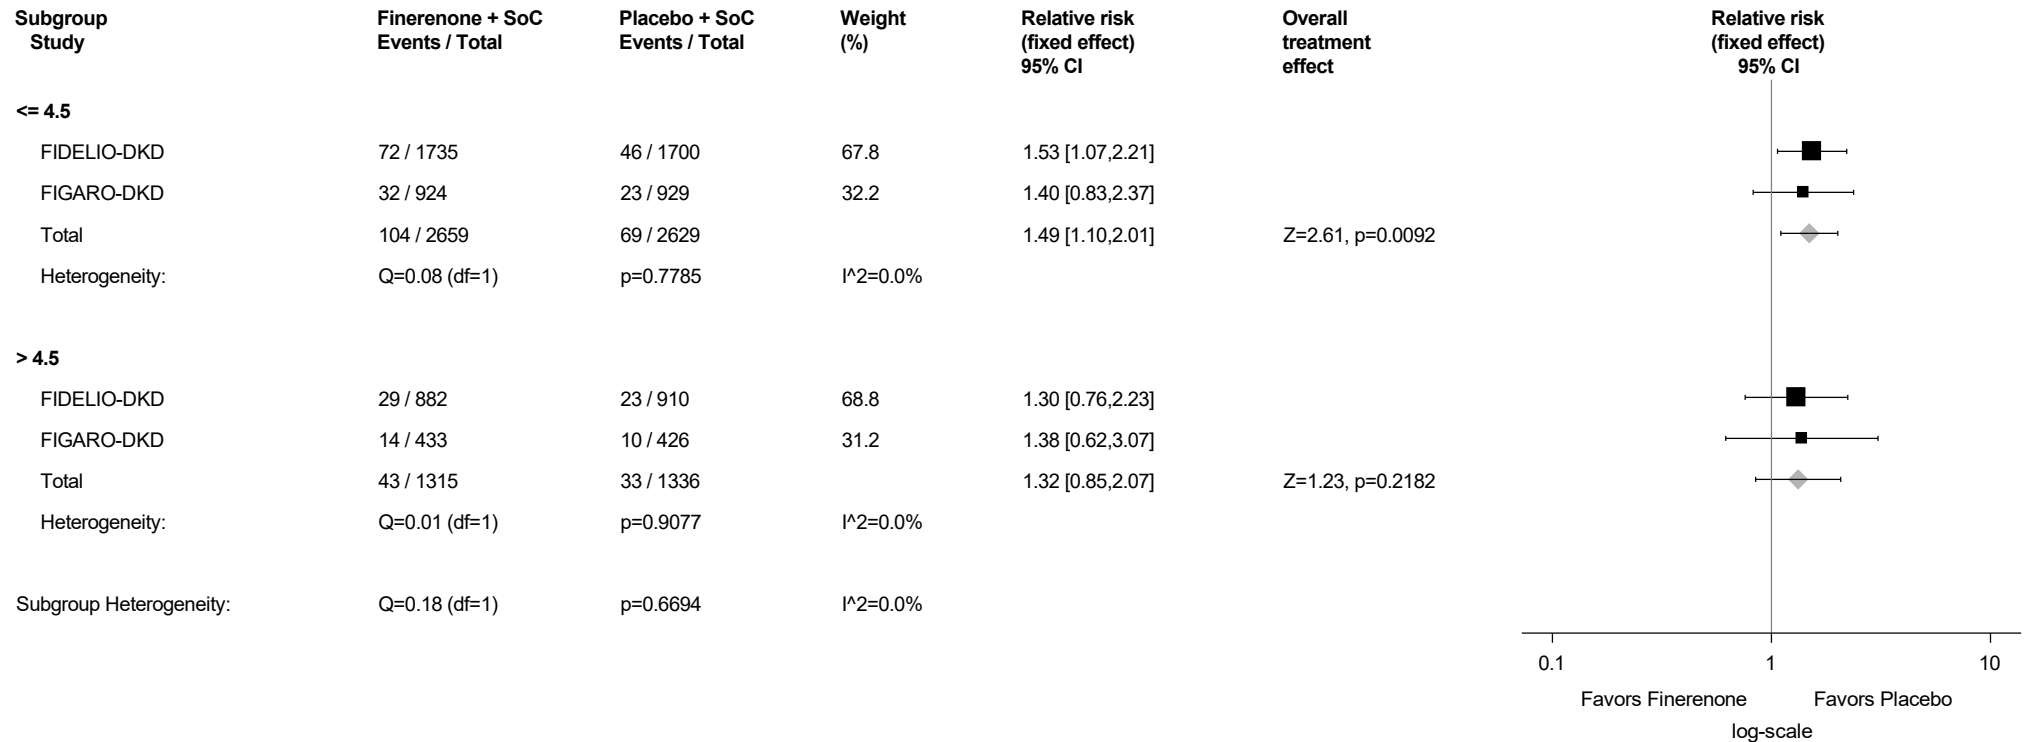 Subgroup Finerenone + SoC Placebo + SoC Weight Relative risk Overall Relative risk
Study Events / Total Events / Total (%) (fixed effect) treatment (fixed effect)
95% CI effect 95% CI
<= 4.5
FIDELIO-DKD 72 / 1735 46 / 1700 67.8 1.53 [1.07,2.21]
FIGARO-DKD 32 / 924 23 / 929 32.2 1.40 [0.83,2.37]
Total 104 / 2659 69 / 2629 1.49 [1.10,2.01] Z=2.61, p=0.0092
Heterogeneity: Q=0.08 (df=1) p=0.7785 I^2=0.0%
> 4.5
FIDELIO-DKD 29 / 882 23 / 910 68.8 1.30 [0.76,2.23]
FIGARO-DKD 14 / 433 10 / 426 31.2 1.38 [0.62,3.07]
Total 43 / 1315 33 / 1336 1.32 [0.85,2.07] Z=1.23, p=0.2182
Heterogeneity: Q=0.01 (df=1) p=0.9077 I^2=0.0%
Subgroup Heterogeneity: Q=0.18 (df=1) p=0.6694 I^2=0.0%
0.1 1 10
Favors Finerenone Favors Placebo
log-scale